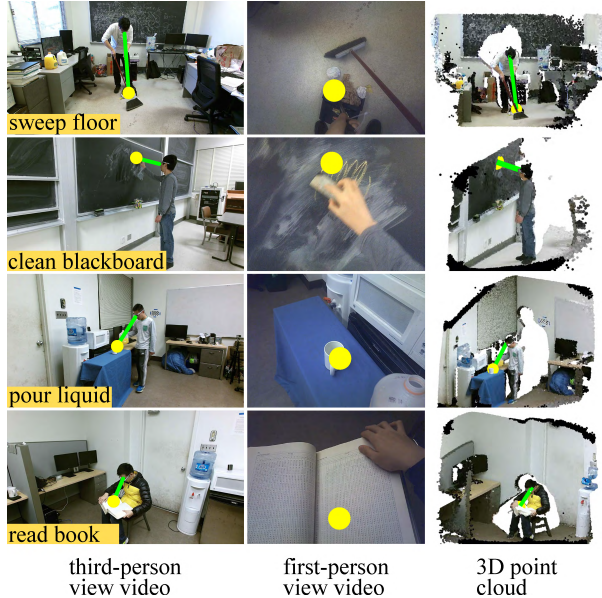 sweep floor
clean blackboard
pour liquid
read book
third-person
view video
first-person
view video
3D point
cloud